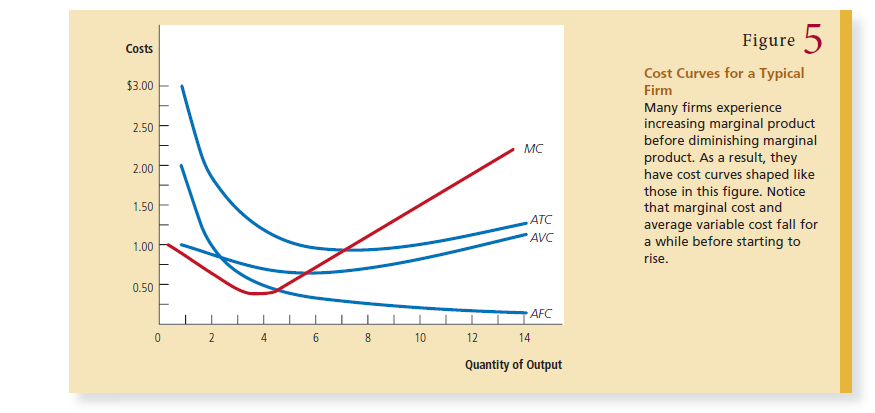 Figure 5
Cost Curves for a Typical
Firm
Many firms experience
increasing marginal product
before diminishing marginal
product. As a result, they
have cost curves shaped like
those in this figure. Notice
that marginal cost and
average variable cost fall for
a while before starting to
rise.
Costs
$3.00
2.50
2.00
1.50
1.00
0.50
MC
ATC
AVC
AFC
0 2 4 6 8 10 12 14
Quantity of Output